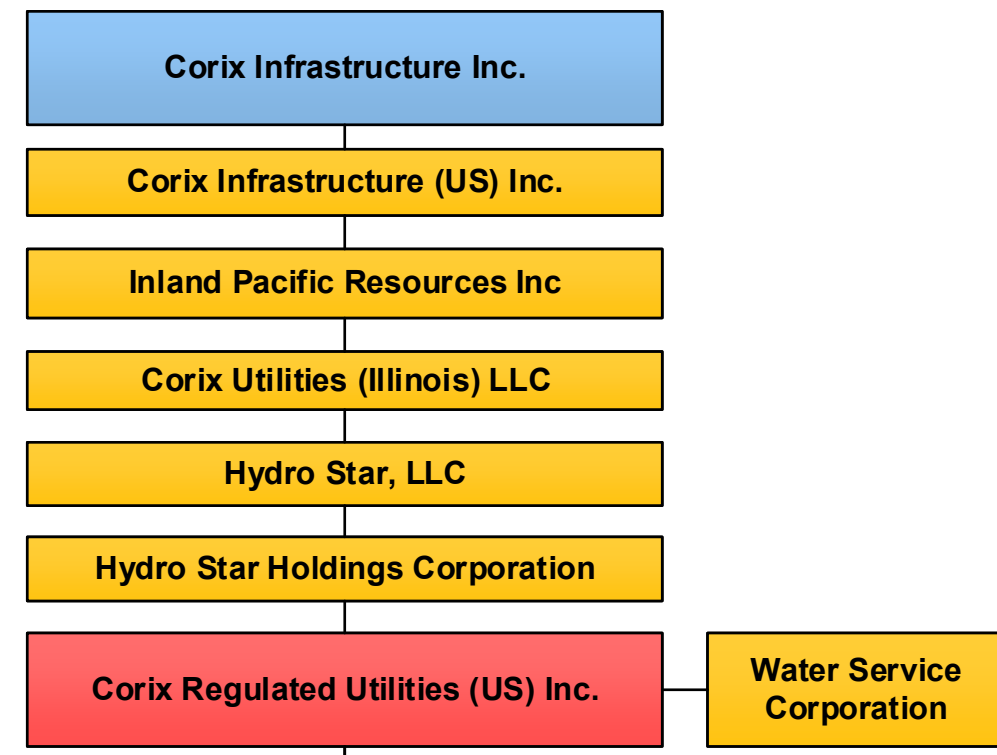 Corix Infrastructure Inc.
Corix Infrastructure (US) Inc.
Inland Pacific Resources Inc
Corix Utilities (Illinois) LLC
Hydro Star, LLC
Hydro Star Holdings Corporation
Corix Regulated Utilities (US) Inc.
Water Service
Corporation